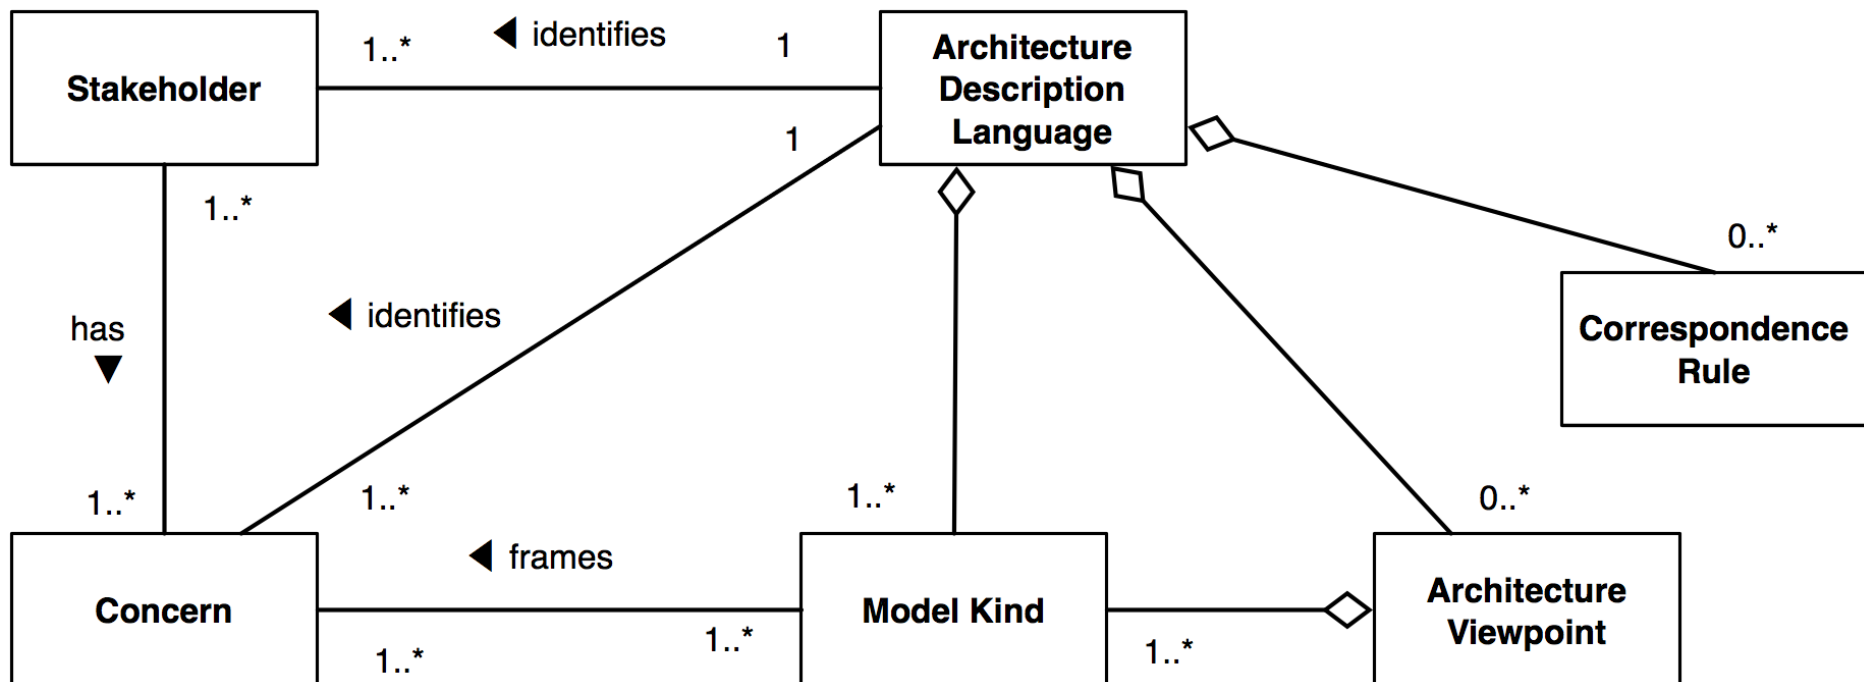 Stakeholder
1..*
◀ identifies
1
Architecture
Description
Language
1
1..*
0..*
◀ identifies
has
▼
Correspondence
Rule
1..*
1..*
1..*
0..*
◀ frames
Concern
Model Kind
Architecture
Viewpoint
1..*
1..*
1..*